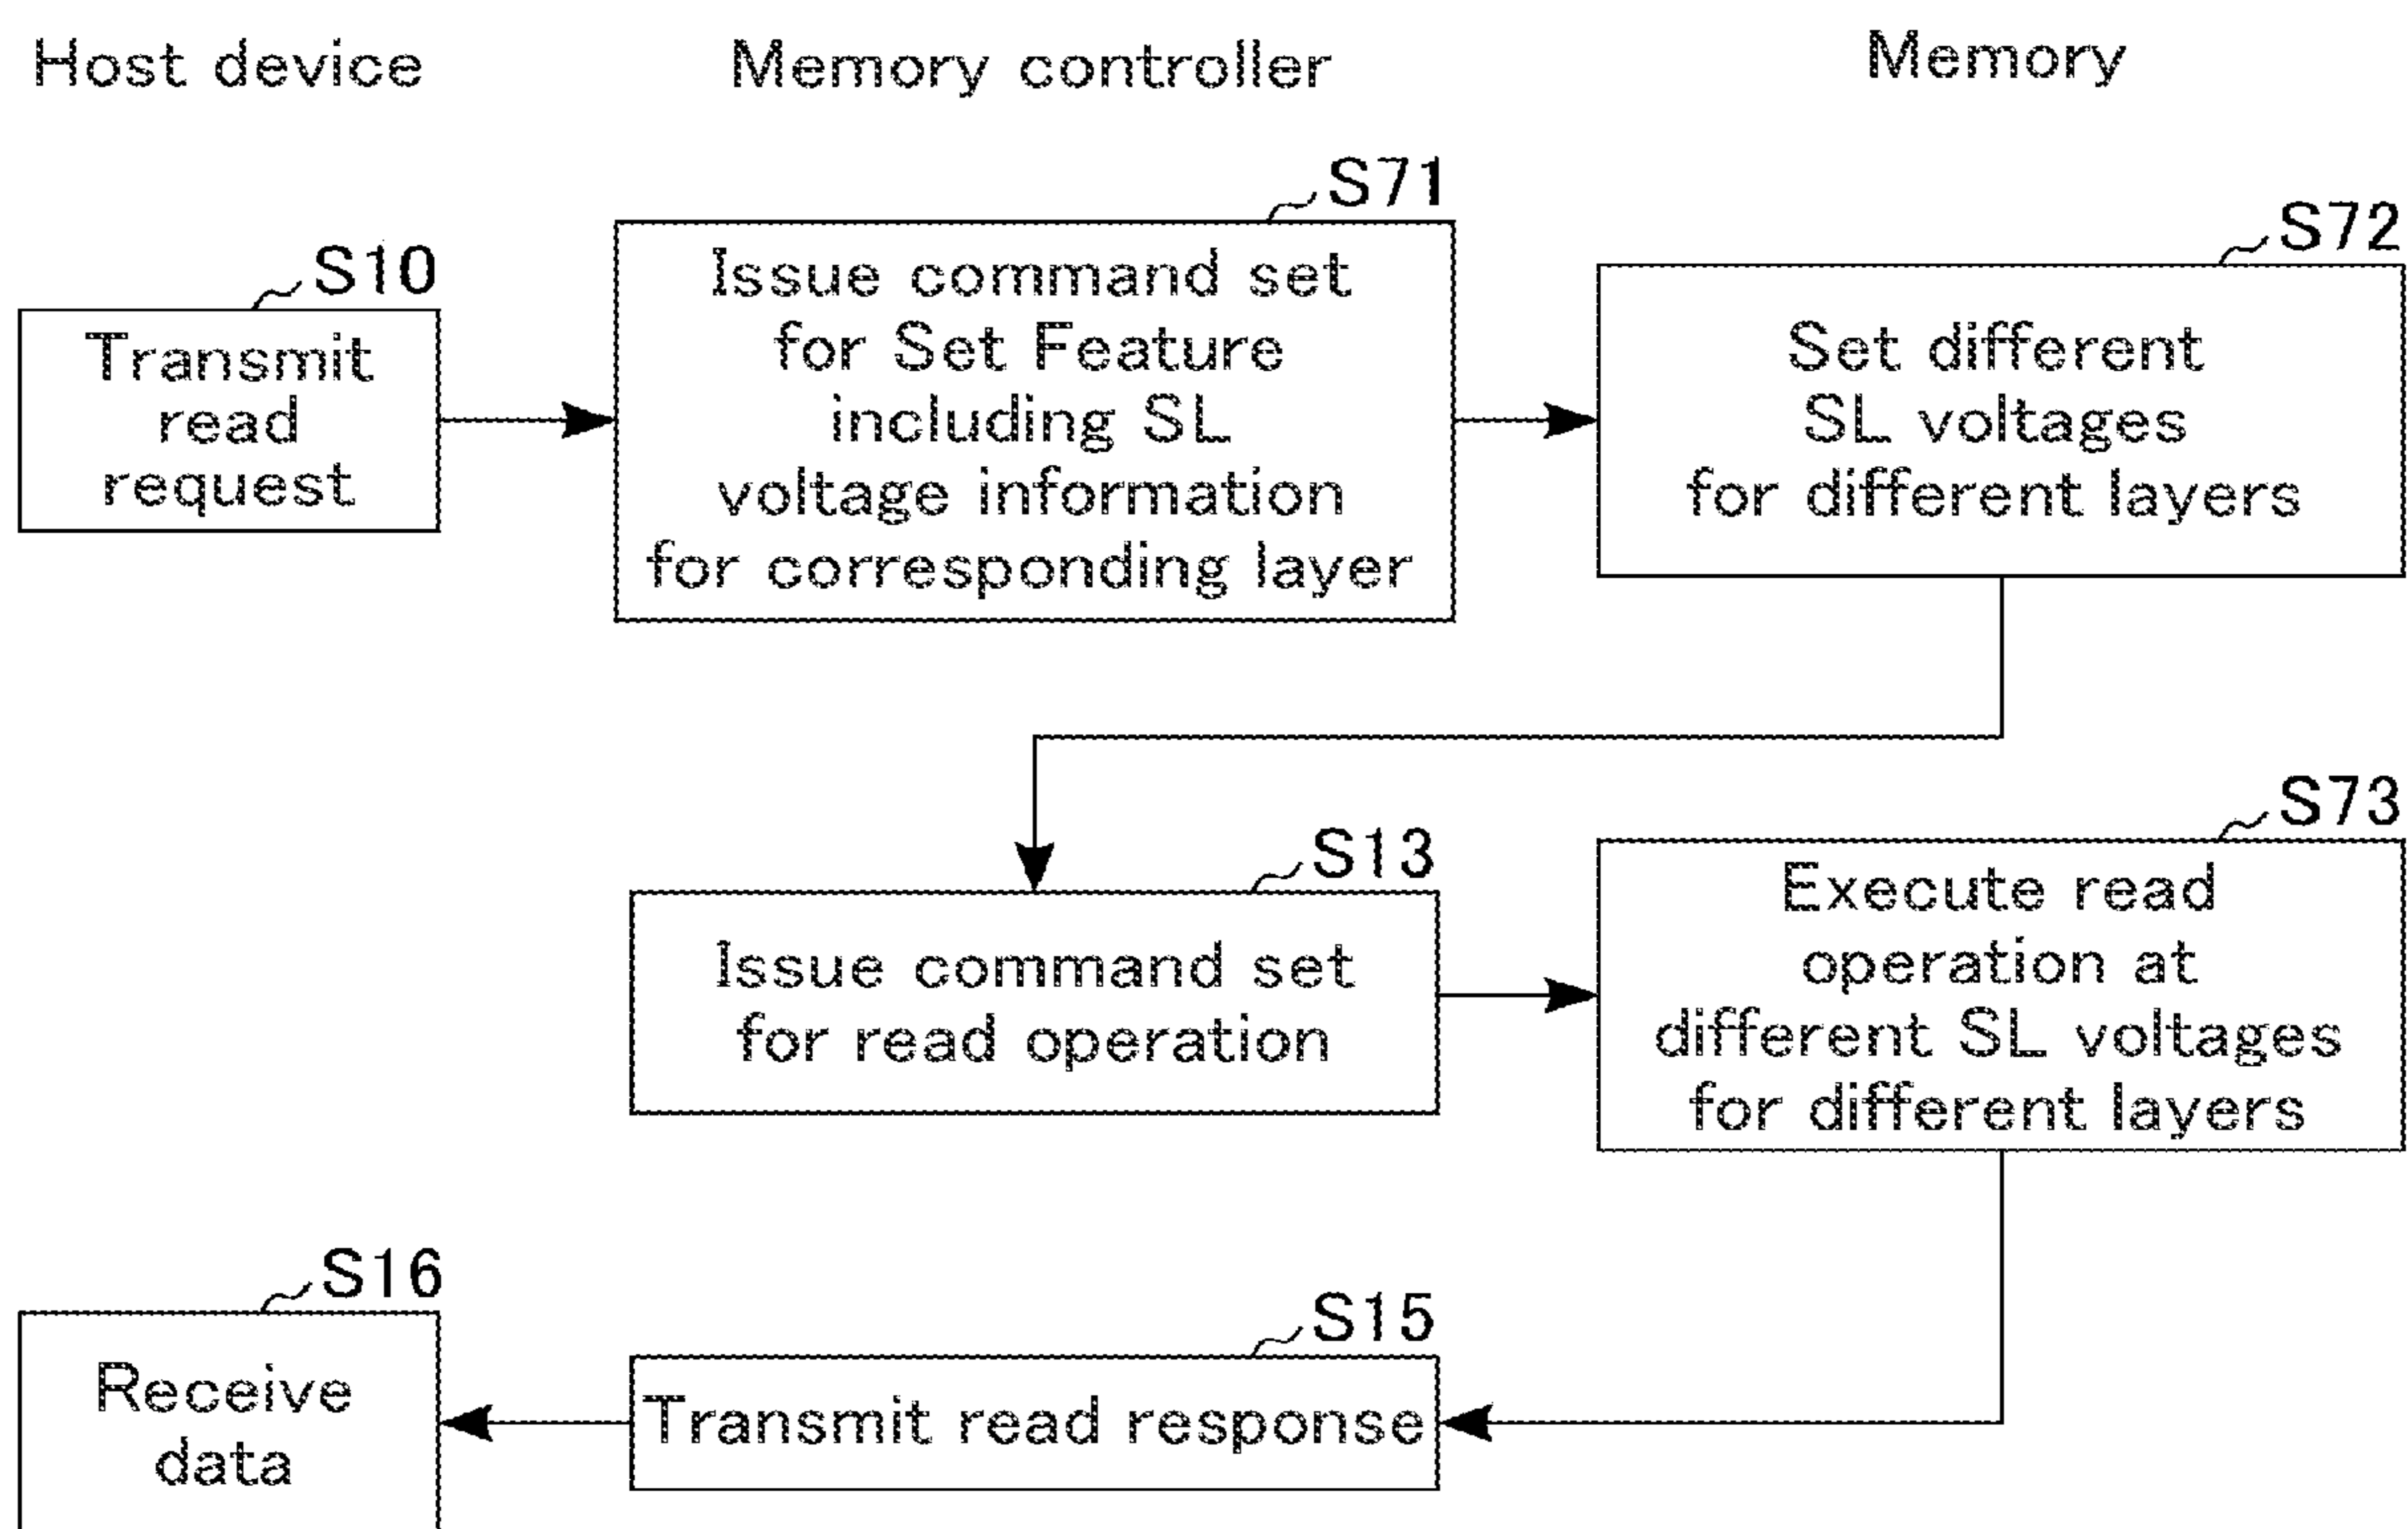 Host device
Memory controller
Memory
S10
Transmit
read
request
S71
Issue command set
for Set Feature
including SL
voltage information
for corresponding layer
S72
Set different
SL voltages
for different layers
S13
Issue command set
for read operation
S73
Execute read
operation at
different SL voltages
for different layers
S16
Receive
data
S15
Transmit read response